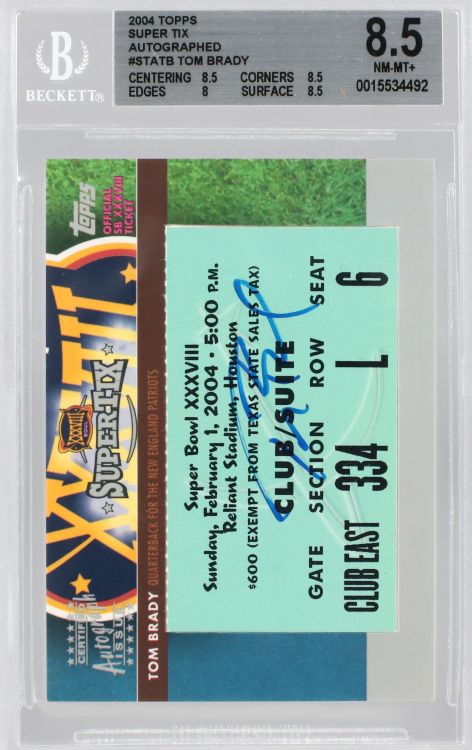 BECKETT®
2004 TOPPS
SUPER TIX
AUTOGRAPHED
#STATB TOM BRADY
CENTERING 8.5 CORNERS 8.5
EDGES 8 SURFACE 8.5
8.5
NM-MT+
0015534492
topps
OFFICIAL
SB XXXVIII
TICKET
XXXVIII
SUPER TIX
CERTIFIED
Autograph
ISSUE
TOM BRADY QUARTERBACK FOR THE NEW ENGLAND PATRIOTS
Super Bowl XXXVIII
Sunday, February 1, 2004 • 5:00 P.M.
Reliant Stadium, Houston
$600 (EXEMPT FROM TEXAS STATE SALES TAX)
CLUB SUITE
GATE SECTION ROW SEAT
CLUB EAST 334 L 6